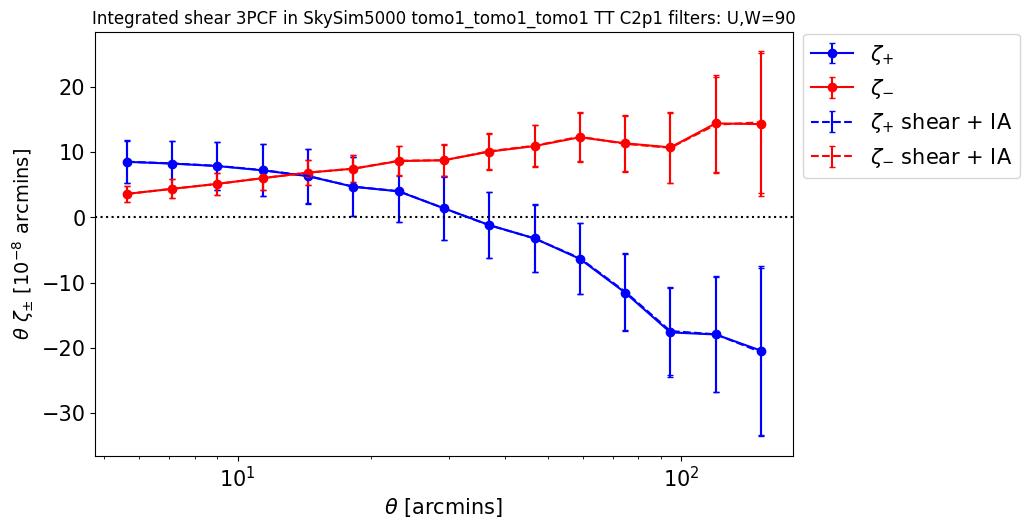 Integrated shear 3PCF in SkySim5000 tomo1_tomo1_tomo1 TT C2p1 filters: U,W=90
20
10
0
−10
−20
−30
θ ζ± [10⁻⁸ arcmins]
10¹
10²
θ [arcmins]
ζ₊
ζ₋
ζ₊ shear + IA
ζ₋ shear + IA